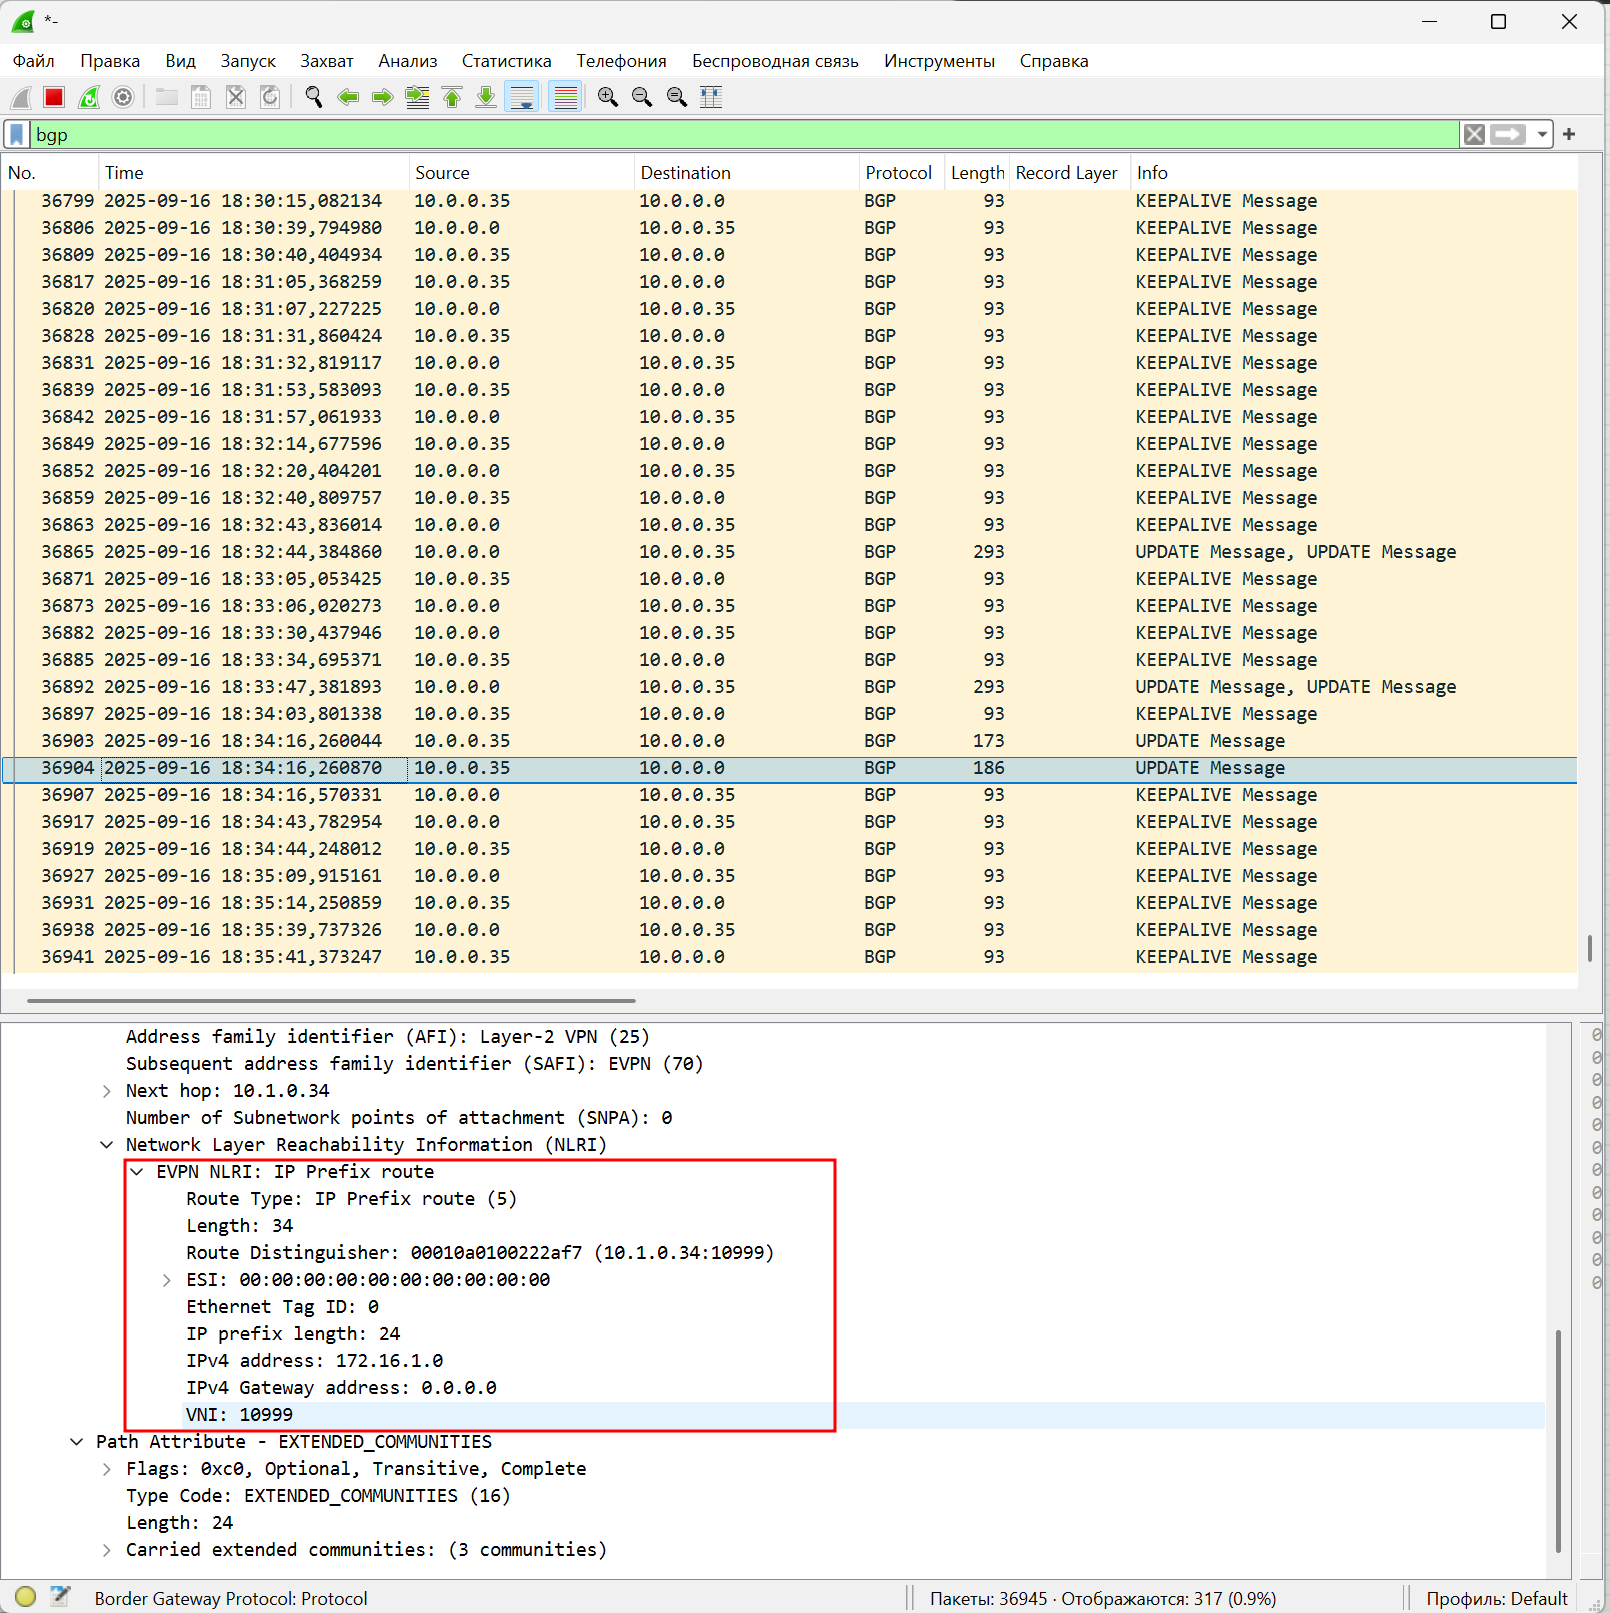 *-
Файл Правка Вид Запуск Захват Анализ Статистика Телефония Беспроводная связь Инструменты Справка
bgp
No. Time Source Destination Protocol Length Record Layer Info
36799 2025-09-16 18:30:15,082134 10.0.0.35 10.0.0.0 BGP 93 KEEPALIVE Message
36806 2025-09-16 18:30:39,794980 10.0.0.0 10.0.0.35 BGP 93 KEEPALIVE Message
36809 2025-09-16 18:30:40,404934 10.0.0.35 10.0.0.0 BGP 93 KEEPALIVE Message
36817 2025-09-16 18:31:05,368259 10.0.0.35 10.0.0.0 BGP 93 KEEPALIVE Message
36820 2025-09-16 18:31:07,227225 10.0.0.0 10.0.0.35 BGP 93 KEEPALIVE Message
36828 2025-09-16 18:31:31,860424 10.0.0.35 10.0.0.0 BGP 93 KEEPALIVE Message
36831 2025-09-16 18:31:32,819117 10.0.0.0 10.0.0.35 BGP 93 KEEPALIVE Message
36839 2025-09-16 18:31:53,583093 10.0.0.35 10.0.0.0 BGP 93 KEEPALIVE Message
36842 2025-09-16 18:31:57,061933 10.0.0.0 10.0.0.35 BGP 93 KEEPALIVE Message
36849 2025-09-16 18:32:14,677596 10.0.0.35 10.0.0.0 BGP 93 KEEPALIVE Message
36852 2025-09-16 18:32:20,404201 10.0.0.0 10.0.0.35 BGP 93 KEEPALIVE Message
36859 2025-09-16 18:32:40,809757 10.0.0.35 10.0.0.0 BGP 93 KEEPALIVE Message
36863 2025-09-16 18:32:43,836014 10.0.0.0 10.0.0.35 BGP 93 KEEPALIVE Message
36865 2025-09-16 18:32:44,384860 10.0.0.0 10.0.0.35 BGP 293 UPDATE Message, UPDATE Message
36871 2025-09-16 18:33:05,053425 10.0.0.35 10.0.0.0 BGP 93 KEEPALIVE Message
36873 2025-09-16 18:33:06,020273 10.0.0.0 10.0.0.35 BGP 93 KEEPALIVE Message
36882 2025-09-16 18:33:30,437946 10.0.0.0 10.0.0.35 BGP 93 KEEPALIVE Message
36885 2025-09-16 18:33:34,695371 10.0.0.35 10.0.0.0 BGP 93 KEEPALIVE Message
36892 2025-09-16 18:33:47,381893 10.0.0.0 10.0.0.35 BGP 293 UPDATE Message, UPDATE Message
36897 2025-09-16 18:34:03,801338 10.0.0.35 10.0.0.0 BGP 93 KEEPALIVE Message
36903 2025-09-16 18:34:16,260044 10.0.0.35 10.0.0.0 BGP 173 UPDATE Message
36904 2025-09-16 18:34:16,260870 10.0.0.35 10.0.0.0 BGP 186 UPDATE Message
36907 2025-09-16 18:34:16,570331 10.0.0.0 10.0.0.35 BGP 93 KEEPALIVE Message
36917 2025-09-16 18:34:43,782954 10.0.0.0 10.0.0.35 BGP 93 KEEPALIVE Message
36919 2025-09-16 18:34:44,248012 10.0.0.35 10.0.0.0 BGP 93 KEEPALIVE Message
36927 2025-09-16 18:35:09,915161 10.0.0.0 10.0.0.35 BGP 93 KEEPALIVE Message
36931 2025-09-16 18:35:14,250859 10.0.0.35 10.0.0.0 BGP 93 KEEPALIVE Message
36938 2025-09-16 18:35:39,737326 10.0.0.0 10.0.0.35 BGP 93 KEEPALIVE Message
36941 2025-09-16 18:35:41,373247 10.0.0.35 10.0.0.0 BGP 93 KEEPALIVE Message
Address family identifier (AFI): Layer-2 VPN (25)
Subsequent address family identifier (SAFI): EVPN (70)
Next hop: 10.1.0.34
Number of Subnetwork points of attachment (SNPA): 0
Network Layer Reachability Information (NLRI)
EVPN NLRI: IP Prefix route
Route Type: IP Prefix route (5)
Length: 34
Route Distinguisher: 00010a0100222af7 (10.1.0.34:10999)
ESI: 00:00:00:00:00:00:00:00:00:00
Ethernet Tag ID: 0
IP prefix length: 24
IPv4 address: 172.16.1.0
IPv4 Gateway address: 0.0.0.0
VNI: 10999
Path Attribute - EXTENDED_COMMUNITIES
Flags: 0xc0, Optional, Transitive, Complete
Type Code: EXTENDED_COMMUNITIES (16)
Length: 24
Carried extended communities: (3 communities)
Border Gateway Protocol: Protocol Пакеты: 36945 · Отображаются: 317 (0.9%) Профиль: Default